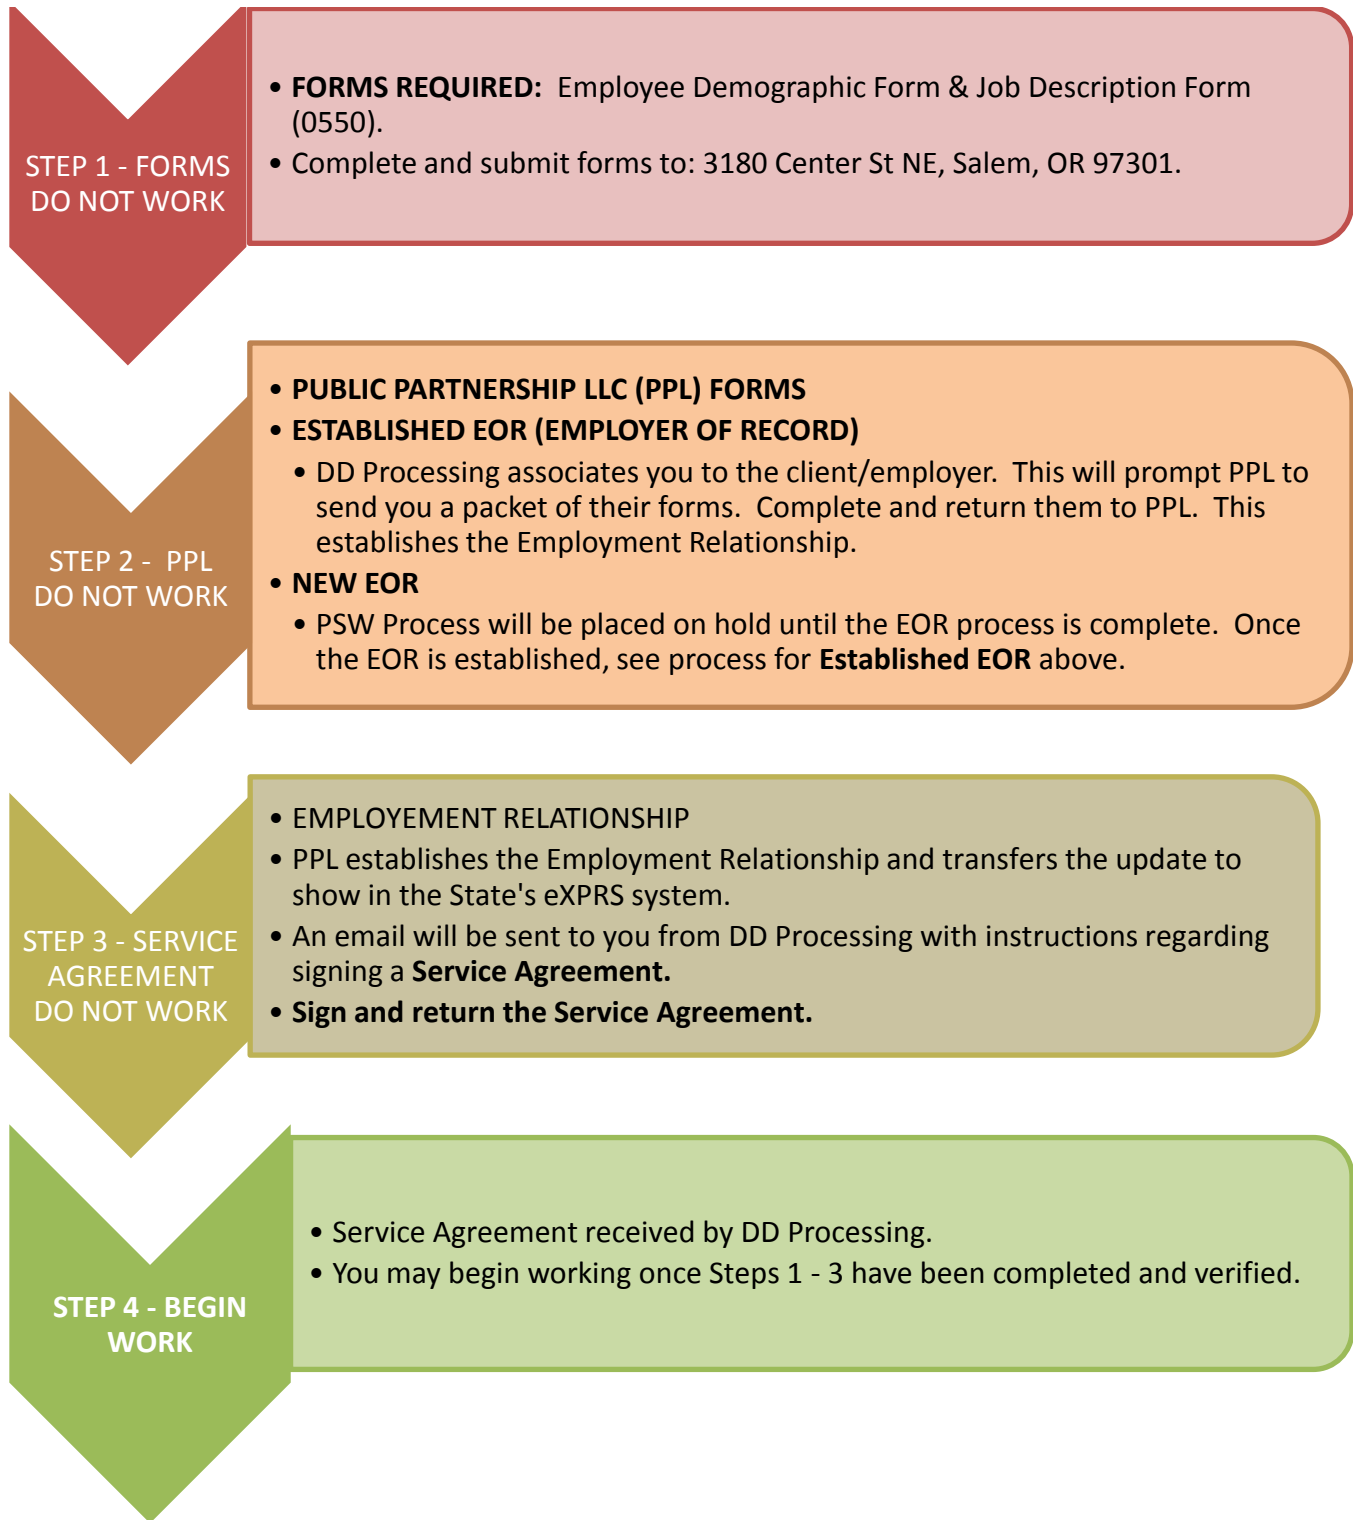 STEP 1 - FORMS
DO NOT WORK
• FORMS REQUIRED:  Employee Demographic Form & Job Description Form
(0550).
• Complete and submit forms to: 3180 Center St NE, Salem, OR 97301.
STEP 2 -  PPL
DO NOT WORK
• PUBLIC PARTNERSHIP LLC (PPL) FORMS
• ESTABLISHED EOR (EMPLOYER OF RECORD)
• DD Processing associates you to the client/employer.  This will prompt PPL to
send you a packet of their forms.  Complete and return them to PPL.  This
establishes the Employment Relationship.
• NEW EOR
• PSW Process will be placed on hold until the EOR process is complete.  Once
the EOR is established, see process for Established EOR above.
STEP 3 - SERVICE
AGREEMENT
DO NOT WORK
• EMPLOYEMENT RELATIONSHIP
• PPL establishes the Employment Relationship and transfers the update to
show in the State's eXPRS system.
• An email will be sent to you from DD Processing with instructions regarding
signing a Service Agreement.
• Sign and return the Service Agreement.
STEP 4 - BEGIN
WORK
• Service Agreement received by DD Processing.
• You may begin working once Steps 1 - 3 have been completed and verified.